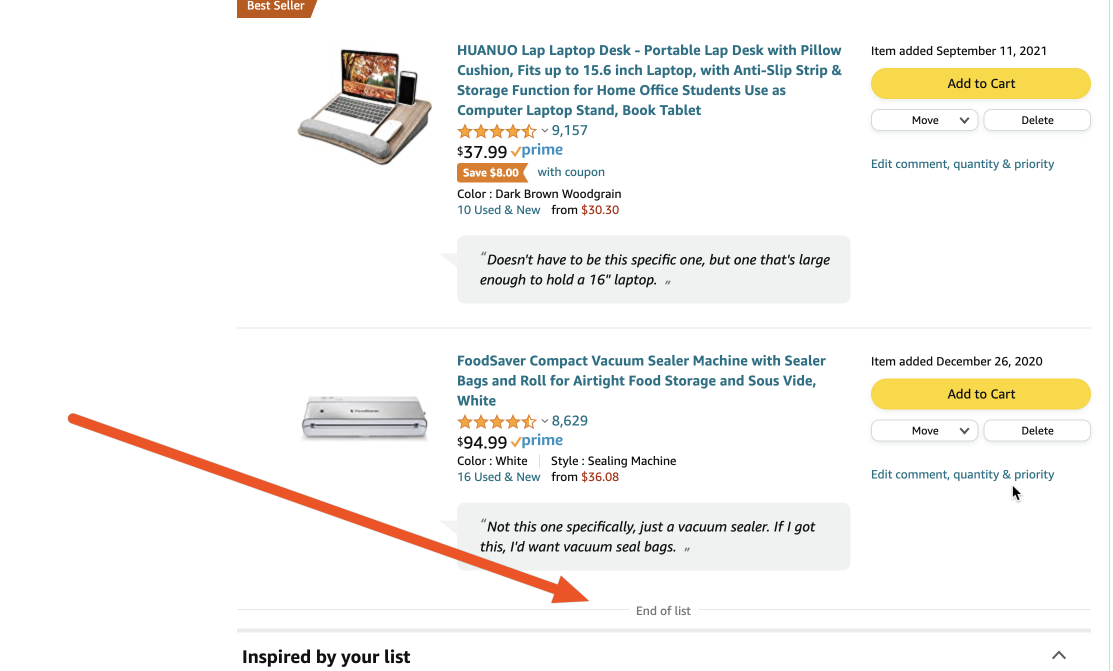 Best Seller
HUANUO Lap Laptop Desk - Portable Lap Desk with Pillow
Cushion, Fits up to 15.6 inch Laptop, with Anti-Slip Strip &
Storage Function for Home Office Students Use as
Computer Laptop Stand, Book Tablet
9,157
$37.99 prime
Save $8.00 with coupon
Color : Dark Brown Woodgrain
10 Used & New from $30.30
“Doesn't have to be this specific one, but one that's large
enough to hold a 16" laptop. ”
Item added September 11, 2021
Add to Cart
Move
Delete
Edit comment, quantity & priority
FoodSaver
FoodSaver Compact Vacuum Sealer Machine with Sealer
Bags and Roll for Airtight Food Storage and Sous Vide,
White
8,629
$94.99 prime
Color : White Style : Sealing Machine
16 Used & New from $36.08
“Not this one specifically, just a vacuum sealer. If I got
this, I'd want vacuum seal bags. ”
Item added December 26, 2020
Add to Cart
Move
Delete
Edit comment, quantity & priority
End of list
Inspired by your list